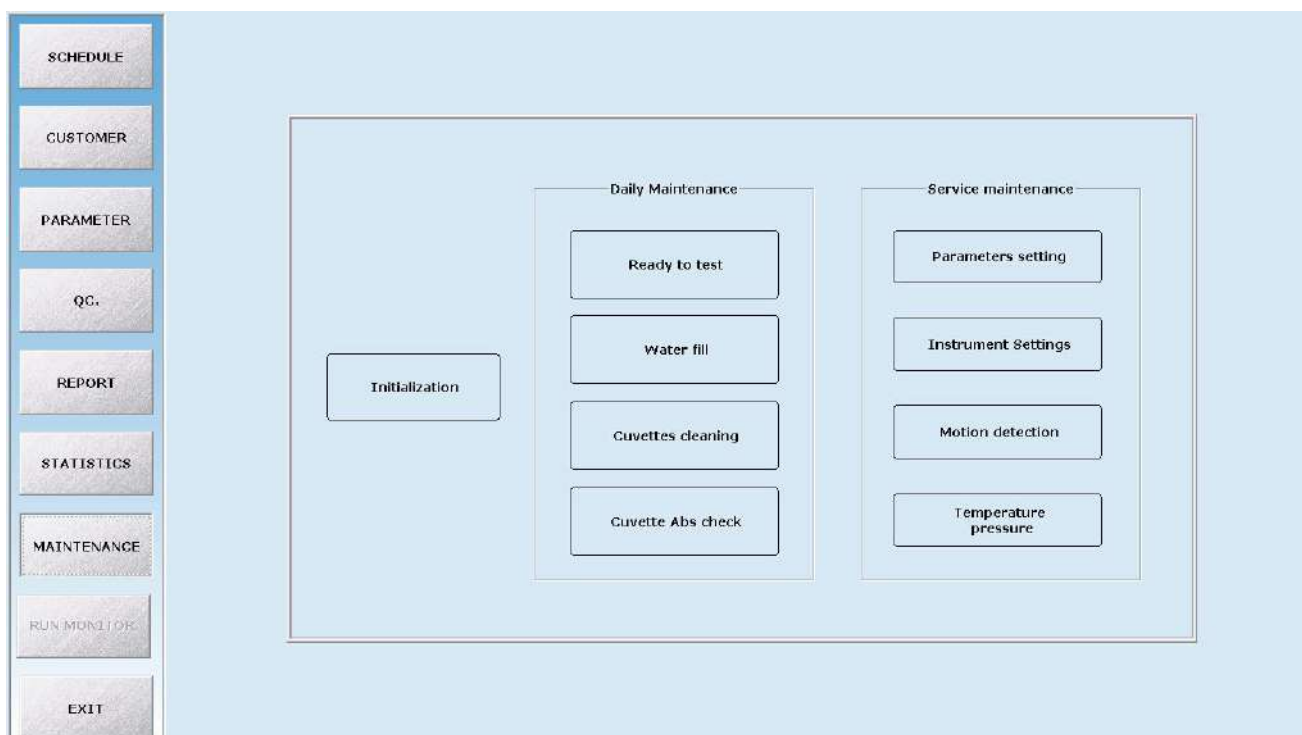 SCHEDULE
CUSTOMER
PARAMETER
QC.
REPORT
STATISTICS
MAINTENANCE
RUN MONITOR
EXIT
Initialization
Daily Maintenance
Ready to test
Water fill
Cuvettes cleaning
Cuvette Abs check
Service maintenance
Parameters setting
Instrument Settings
Motion detection
Temperature
pressure